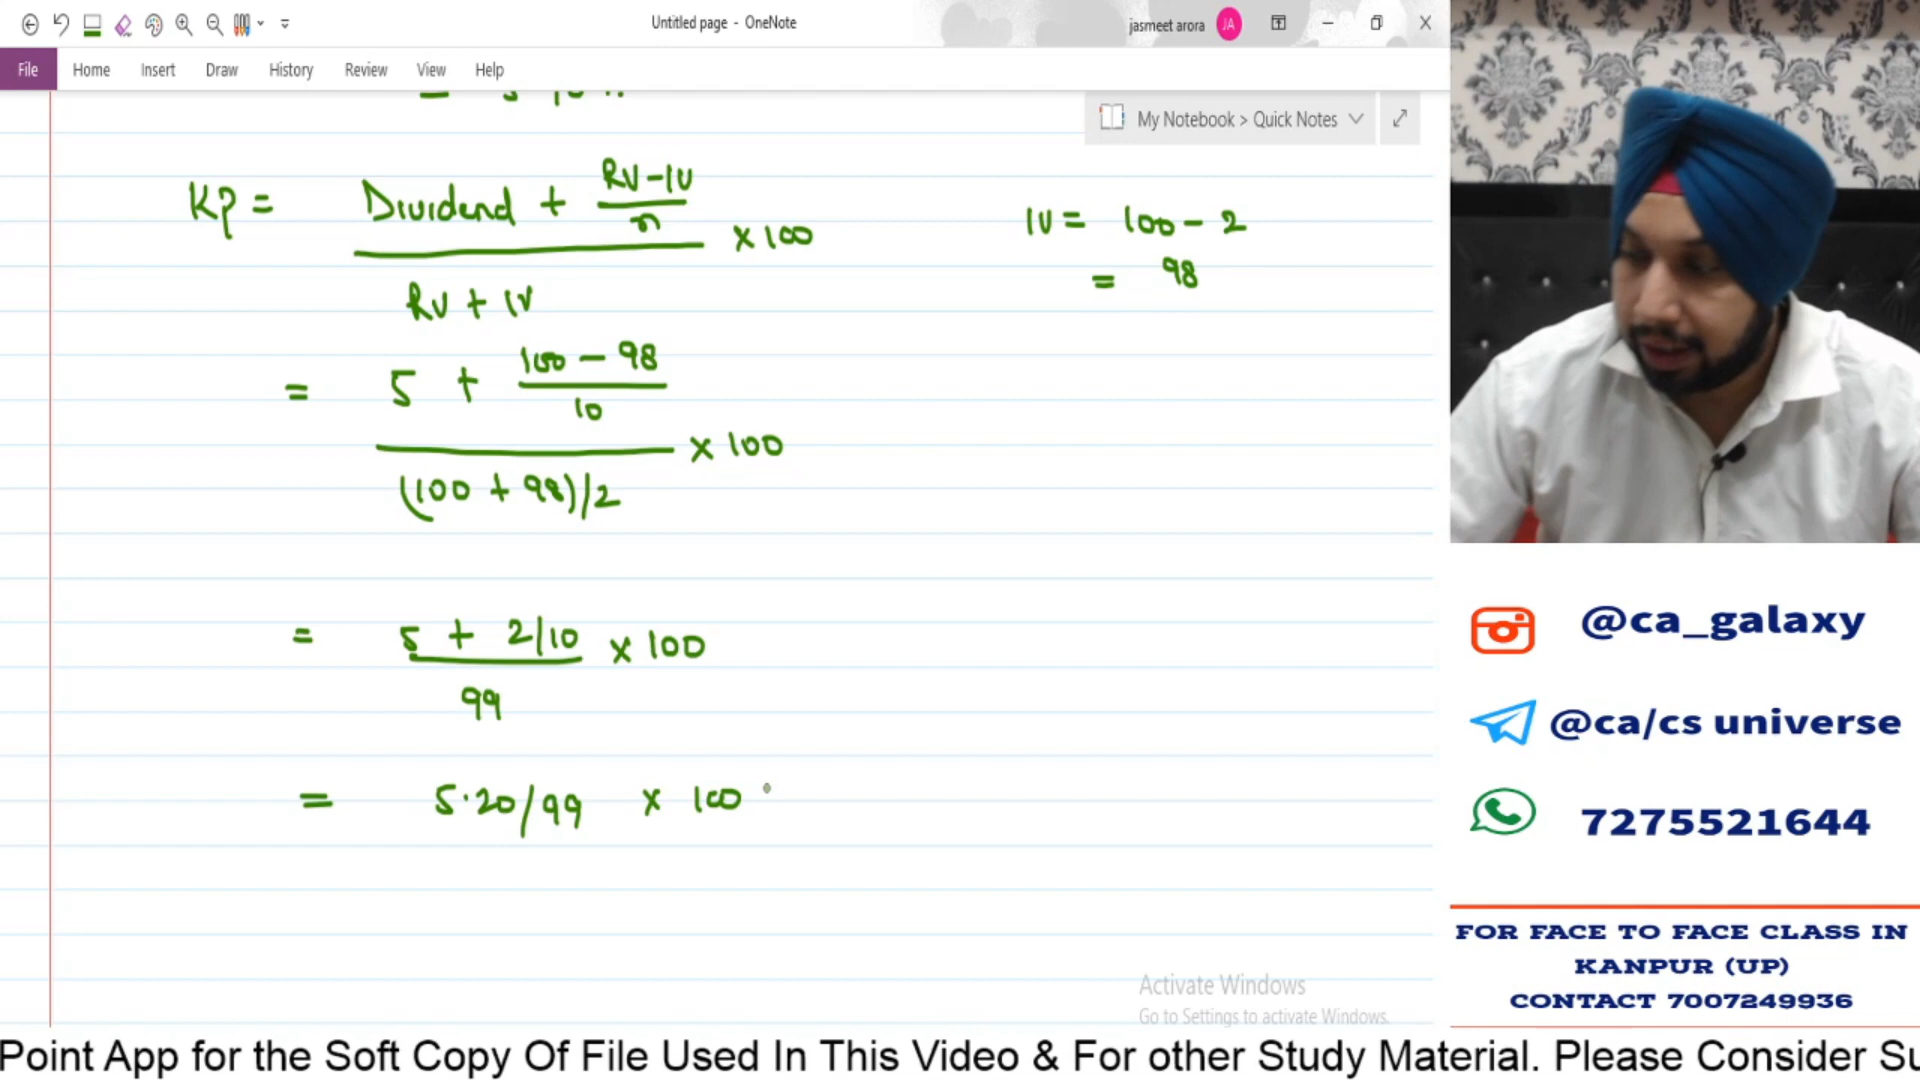 Untitled page - OneNote
jasmeet arora
JA
File Home Insert Draw History Review View Help
My Notebook > Quick Notes
Kp = Dividend + RV-IV
n
x 100
RV + IV
IV = 100 - 2
= 98
= 5 + 100 - 98
10
x 100
(100 + 98)/2
= 5 + 2/10 x 100
99
= 5.20/99 x 100
@ca_galaxy
@ca/cs universe
7275521644
FOR FACE TO FACE CLASS IN
KANPUR (UP)
CONTACT 7007249936
Activate Windows
Go to Settings to activate Windows.
Point App for the Soft Copy Of File Used In This Video & For other Study Material. Please Consider Su